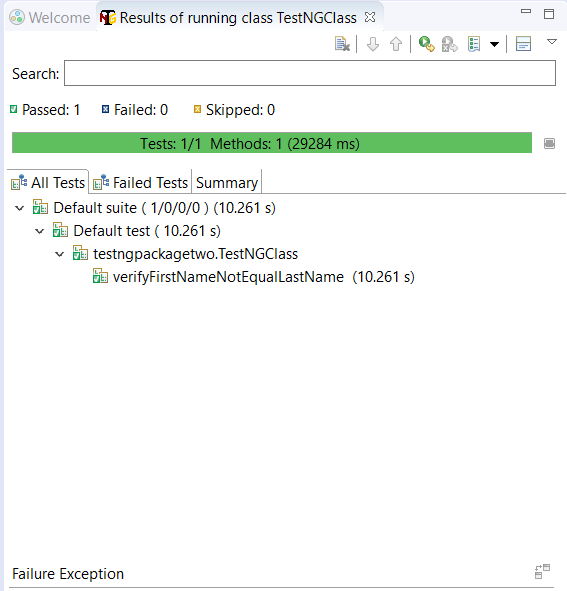 Welcome Results of running class TestNGClass
Search:
Passed: 1 Failed: 0 Skipped: 0
Tests: 1/1 Methods: 1 (29284 ms)
All Tests Failed Tests Summary
Default suite ( 1/0/0/0 ) (10.261 s)
Default test ( 10.261 s)
testngpackagetwo.TestNGClass
verifyFirstNameNotEqualLastName (10.261 s)
Failure Exception